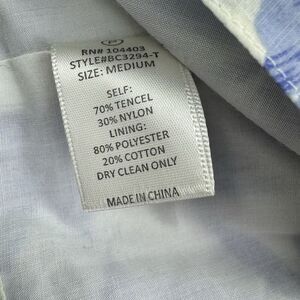 RN# 104403
STYLE#BC3294-T
SIZE: MEDIUM
SELF:
70% TENCEL
30% NYLON
LINING:
80% POLYESTER
20% COTTON
DRY CLEAN ONLY
MADE IN CHINA